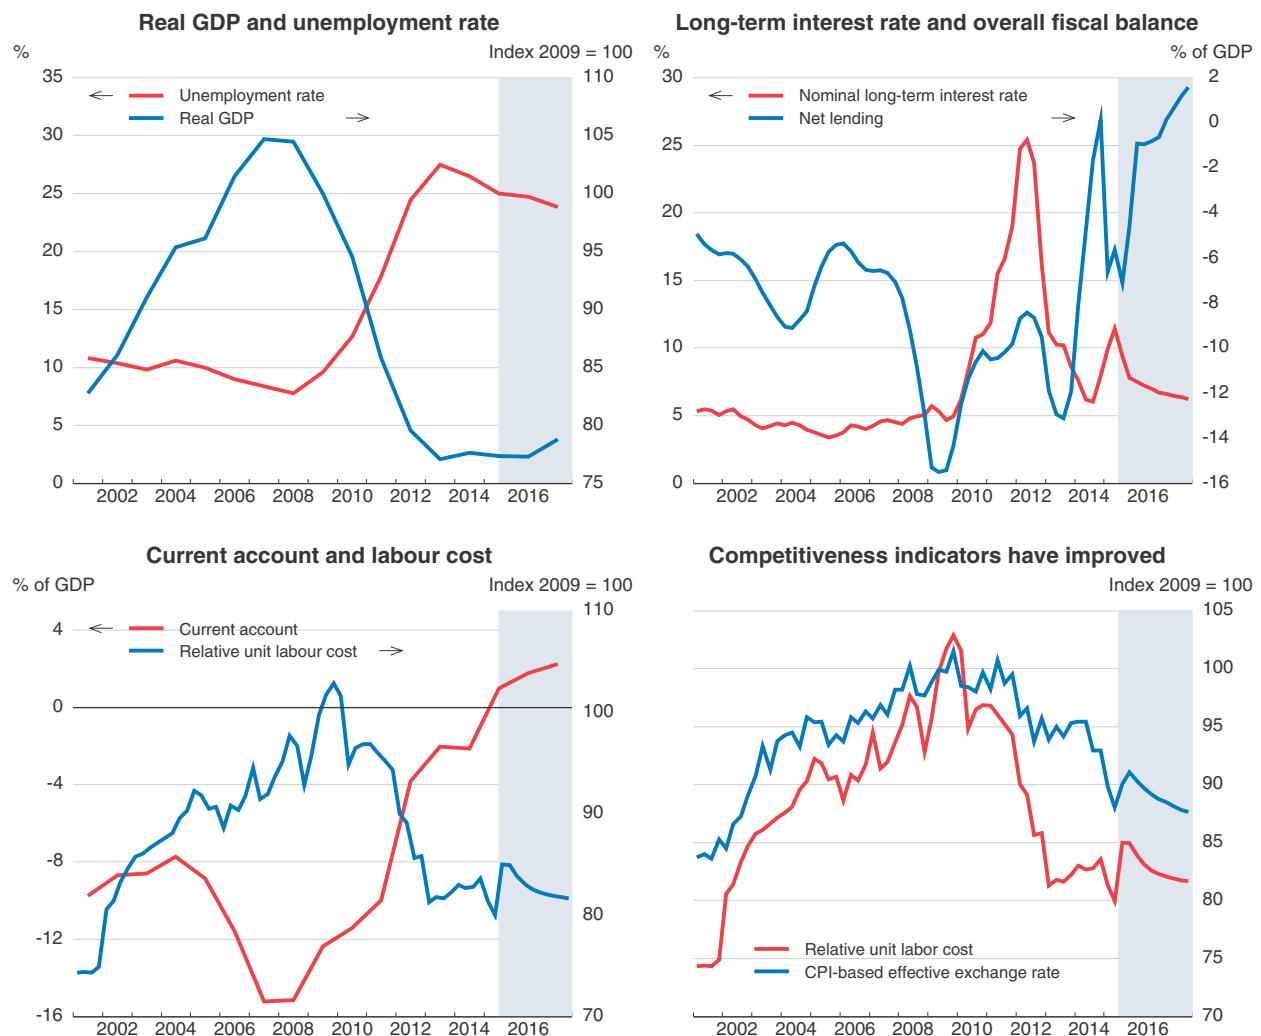 Real GDP and unemployment rate
%
Index 2009 = 100
35
110
Unemployment rate
Real GDP
30
105
25
100
20
95
15
90
10
85
5
80
0
75
2002 2004 2006 2008 2010 2012 2014 2016
Long-term interest rate and overall fiscal balance
%
% of GDP
30
2
Nominal long-term interest rate
Net lending
0
25
-2
20
-4
15
-6
-8
10
-10
5
-12
-14
0
-16
2002 2004 2006 2008 2010 2012 2014 2016
Current account and labour cost
% of GDP
Index 2009 = 100
110
4
Current account
Relative unit labour cost
0
100
-4
90
-8
80
-12
-16
70
2002 2004 2006 2008 2010 2012 2014 2016
Competitiveness indicators have improved
Index 2009 = 100
105
100
95
90
85
80
Relative unit labor cost
75
CPI-based effective exchange rate
70
2002 2004 2006 2008 2010 2012 2014 2016